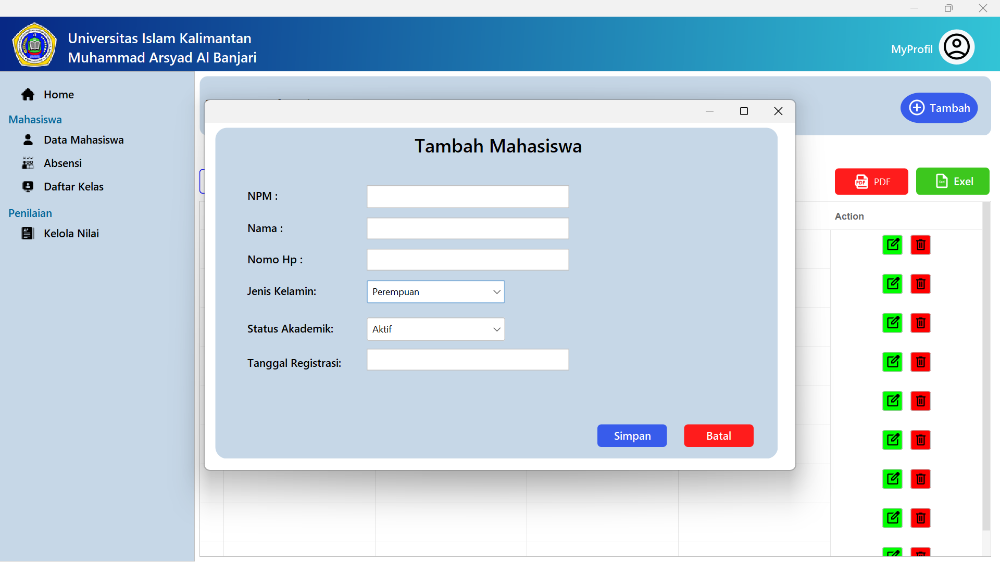 Universitas Islam Kalimantan
Muhammad Arsyad Al Banjari
MyProfil
Home
Mahasiswa
Data Mahasiswa
Absensi
Daftar Kelas
Penilaian
Kelola Nilai
Tambah
PDF
Exel
Action
Tambah Mahasiswa
NPM :
Nama :
Nomo Hp :
Jenis Kelamin: Perempuan
Status Akademik: Aktif
Tanggal Registrasi:
Simpan
Batal